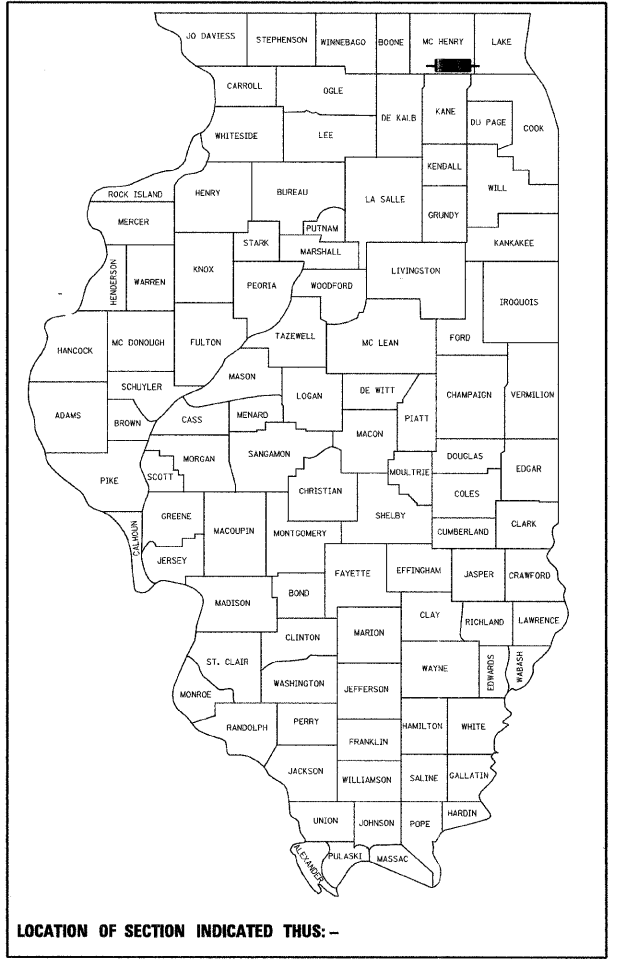 JO DAVIESS STEPHENSON WINNEBAGO BOONE MC HENRY LAKE
CARROLL OGLE DE KALB KANE DU PAGE COOK
WHITESIDE LEE
KENDALL WILL
ROCK ISLAND HENRY BUREAU LA SALLE GRUNDY
MERCER PUTNAM
STARK MARSHALL KANKAKEE
HENDERSON WARREN KNOX PEORIA WOODFORD LIVINGSTON IROQUOIS
HANCOCK MC DONOUGH FULTON TAZEWELL MC LEAN FORD
MASON
SCHUYLER LOGAN DE WITT CHAMPAIGN VERMILION
ADAMS BROWN CASS MENARD PIATT
MACON
MORGAN SANGAMON DOUGLAS EDGAR
PIKE SCOTT CHRISTIAN MOULTRIE COLES
GREENE MACOUPIN MONTGOMERY SHELBY CUMBERLAND CLARK
CALHOUN JERSEY
FAYETTE EFFINGHAM JASPER CRAWFORD
MADISON BOND
CLAY RICHLAND LAWRENCE
CLINTON MARION
ST. CLAIR WAYNE EDWARDS WABASH
WASHINGTON JEFFERSON
MONROE
RANDOLPH PERRY HAMILTON WHITE
FRANKLIN
JACKSON WILLIAMSON SALINE GALLATIN
UNION JOHNSON POPE HARDIN
ALEXANDER PULASKI MASSAC
LOCATION OF SECTION INDICATED THUS: –